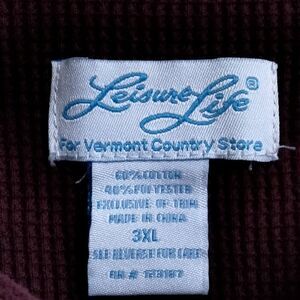 Leisure Life®
For Vermont Country Store
60% COTTON
40% POLYESTER
EXCLUSIVE OF TRIM
MADE IN CHINA
3XL
SEE REVERSE FOR CARE
RN #